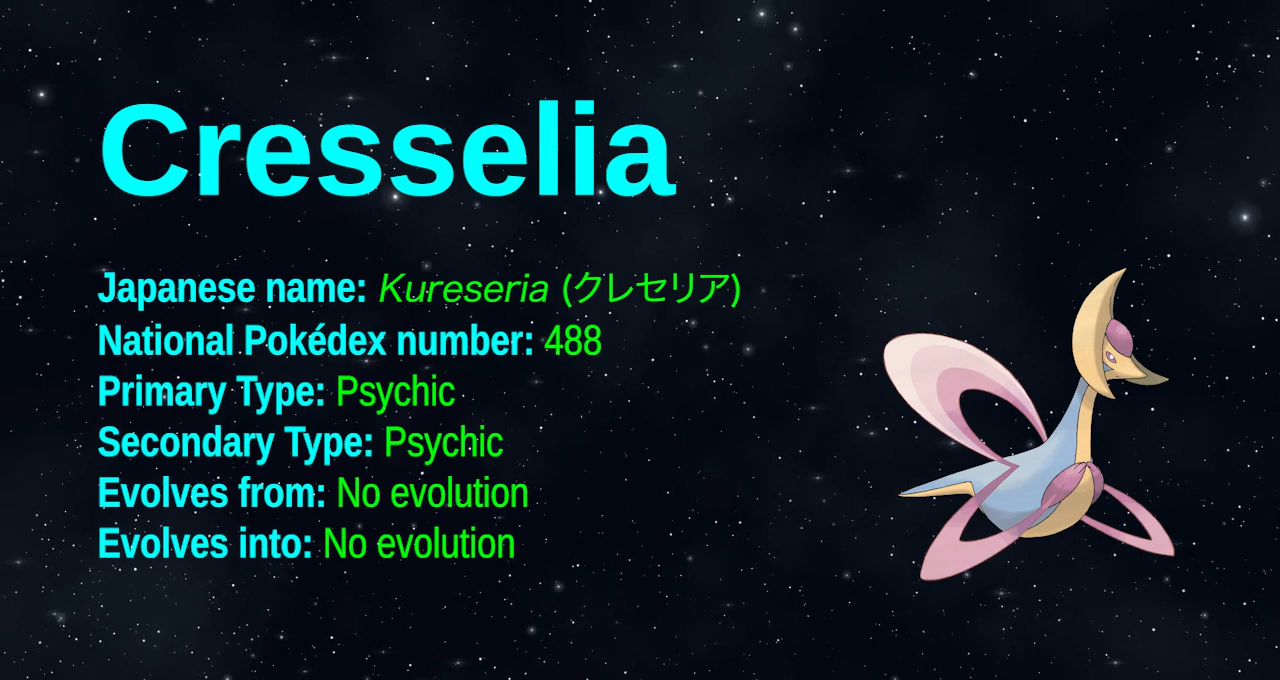 Cresselia
Japanese name: Kureseria (クレセリア)
National Pokédex number: 488
Primary Type: Psychic
Secondary Type: Psychic
Evolves from: No evolution
Evolves into: No evolution